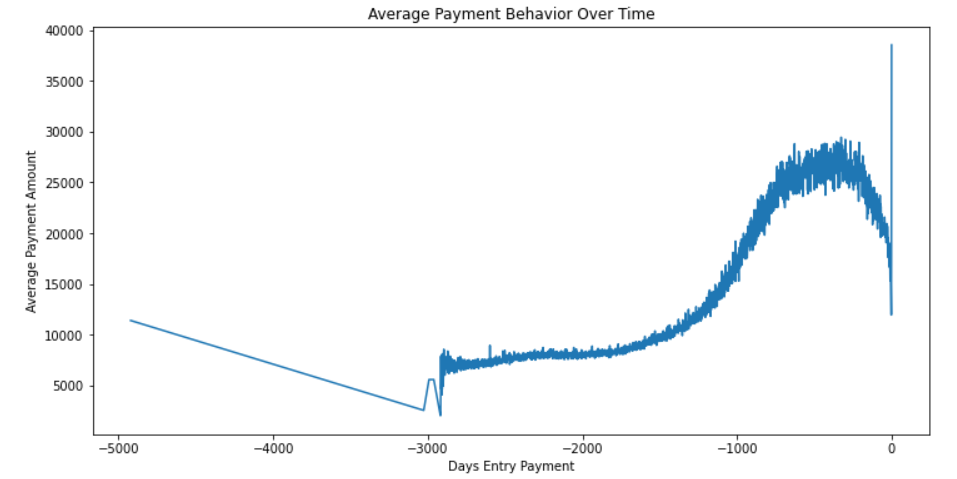 Average Payment Behavior Over Time
40000
35000
30000
25000
20000
15000
10000
5000
Average Payment Amount
−5000 −4000 −3000 −2000 −1000 0
Days Entry Payment